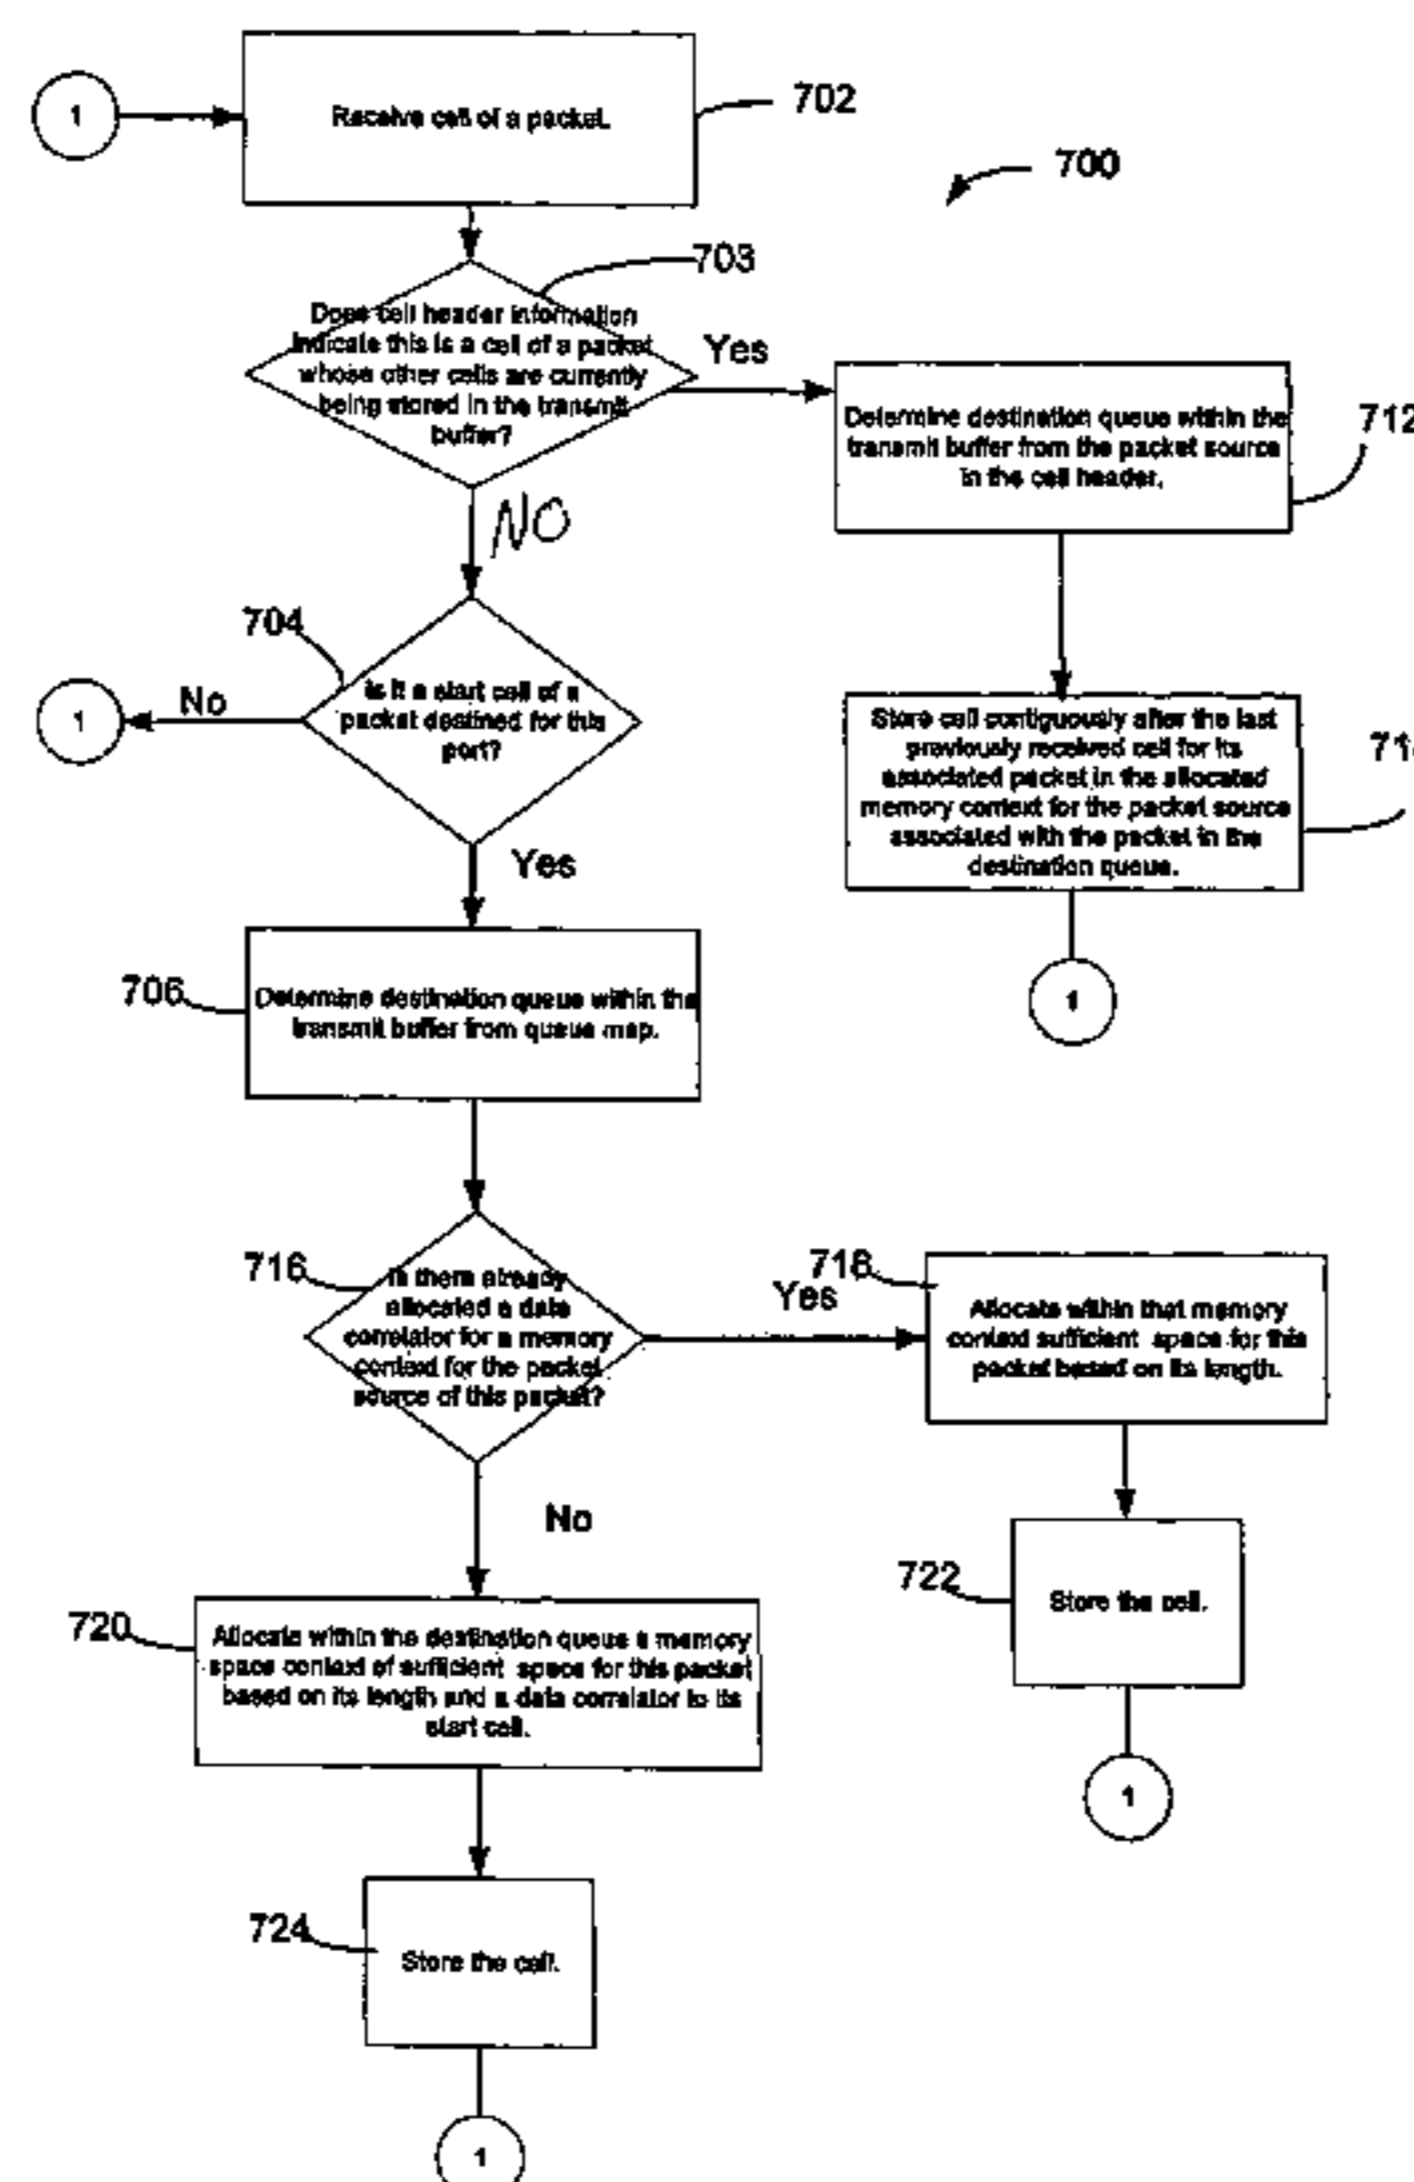 1
Receive cell of a packet.
702
700
703
Does cell header information
indicate this is a cell of a packet
whose other cells are currently
being stored in the transmit
buffer?
Yes
Determine destination queue within the
transmit buffer from the packet source
in the cell header.
712
NO
704
Is it a start cell of a
packet destined for this
port?
No
1
Store cell contiguously after the last
previously received cell for its
associated packet in the allocated
memory context for the packet source
associated with the packet in the
destination queue.
Yes
1
706
Determine destination queue within the
transmit buffer from queue map.
716
Is there already
allocated a data
correlator for a memory
context for the packet
source of this packet?
Yes
718
Allocate within that memory
context sufficient space for this
packet based on its length.
No
722
Store the cell.
1
720
Allocate within the destination queue a memory
space context of sufficient space for this packet
based on its length and a data correlator to its
start cell.
724
Store the cell.
1